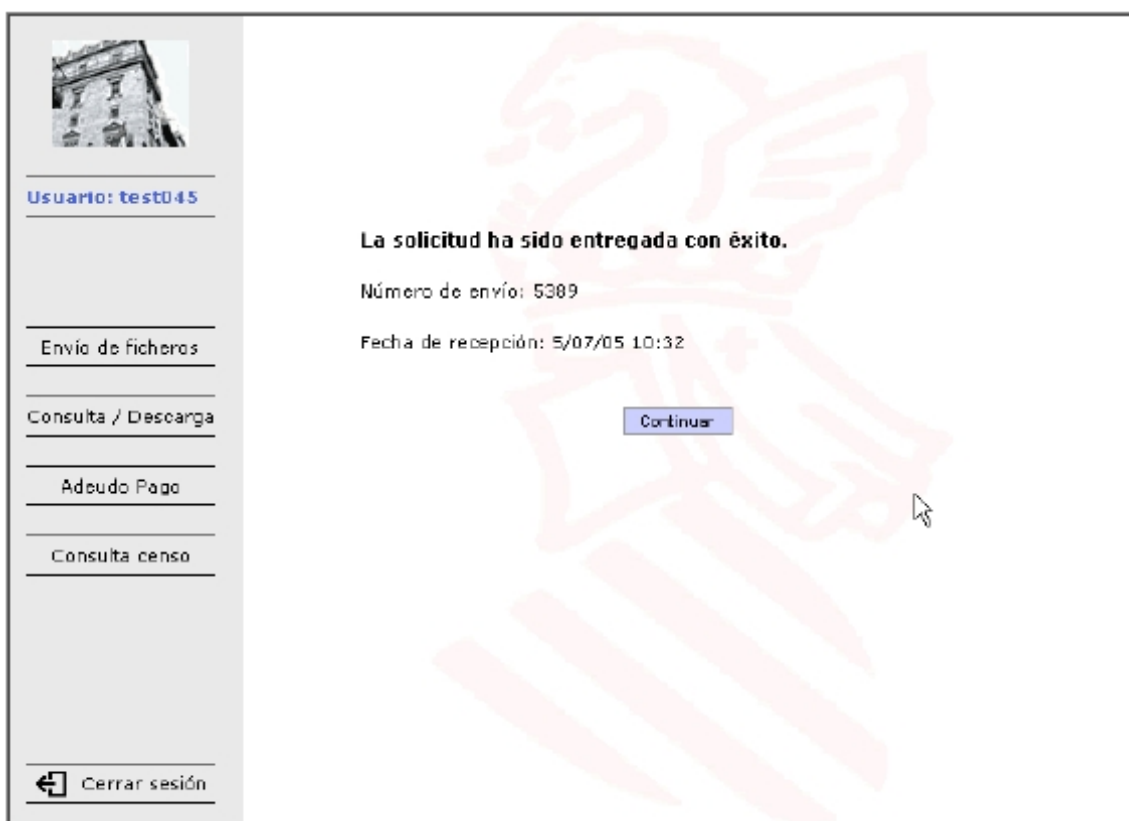 Usuario: test045
Envío de ficheros
Consulta / Descarga
Adeudo Pago
Consulta censo
Cerrar sesión
La solicitud ha sido entregada con éxito.
Número de envío: 5389
Fecha de recepción: 5/07/05 10:32
Continuar